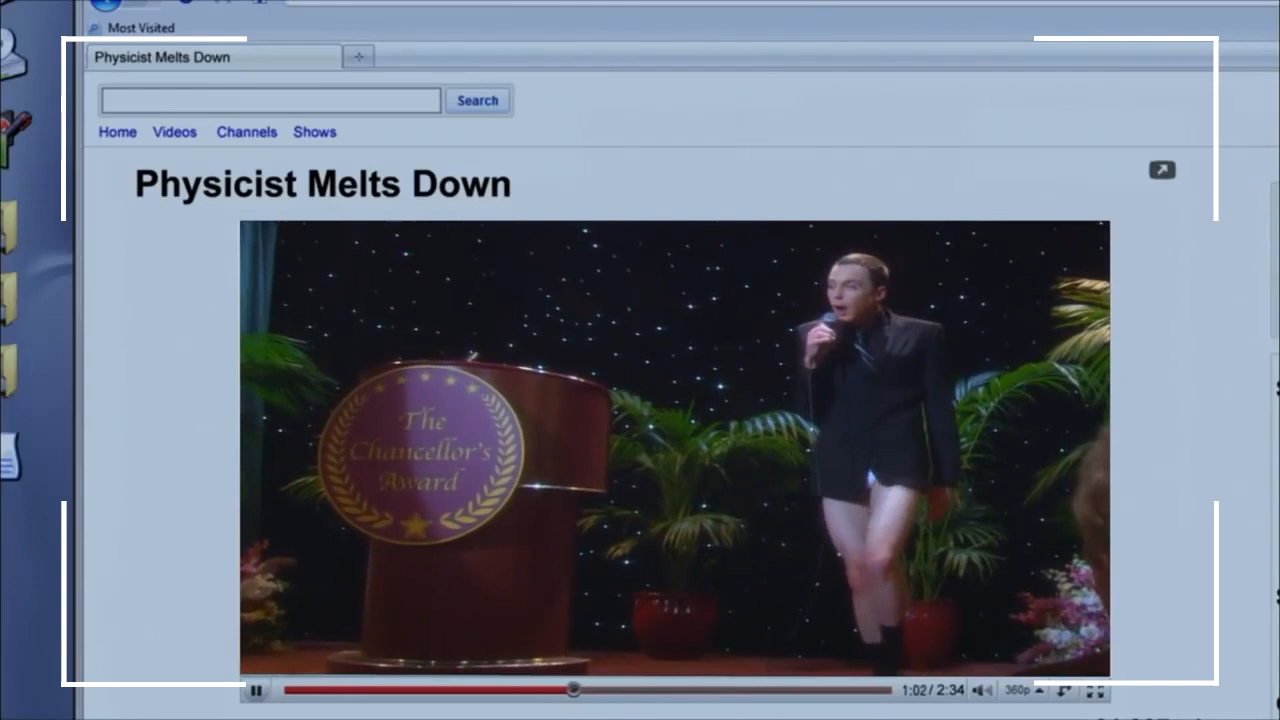 Most Visited
Physicist Melts Down
Search
Home Videos Channels Shows
Physicist Melts Down
The
Chancellor's
Award
1:02 / 2:34
360p